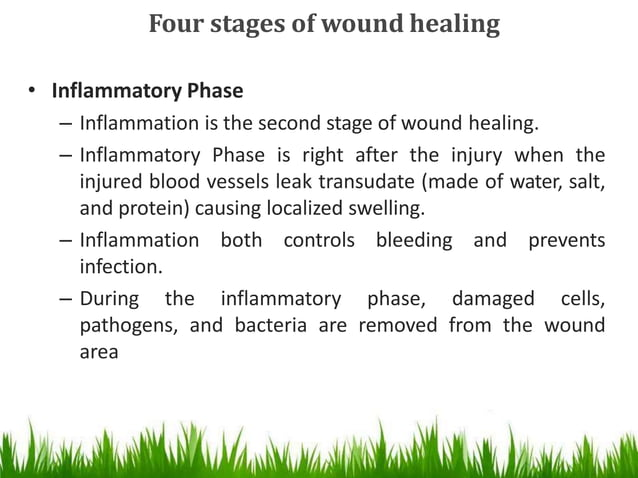 Four stages of wound healing
• Inflammatory Phase
– Inflammation is the second stage of wound healing.
– Inflammatory Phase is right after the injury when the
injured blood vessels leak transudate (made of water, salt,
and protein) causing localized swelling.
– Inflammation both controls bleeding and prevents
infection.
– During the inflammatory phase, damaged cells,
pathogens, and bacteria are removed from the wound
area